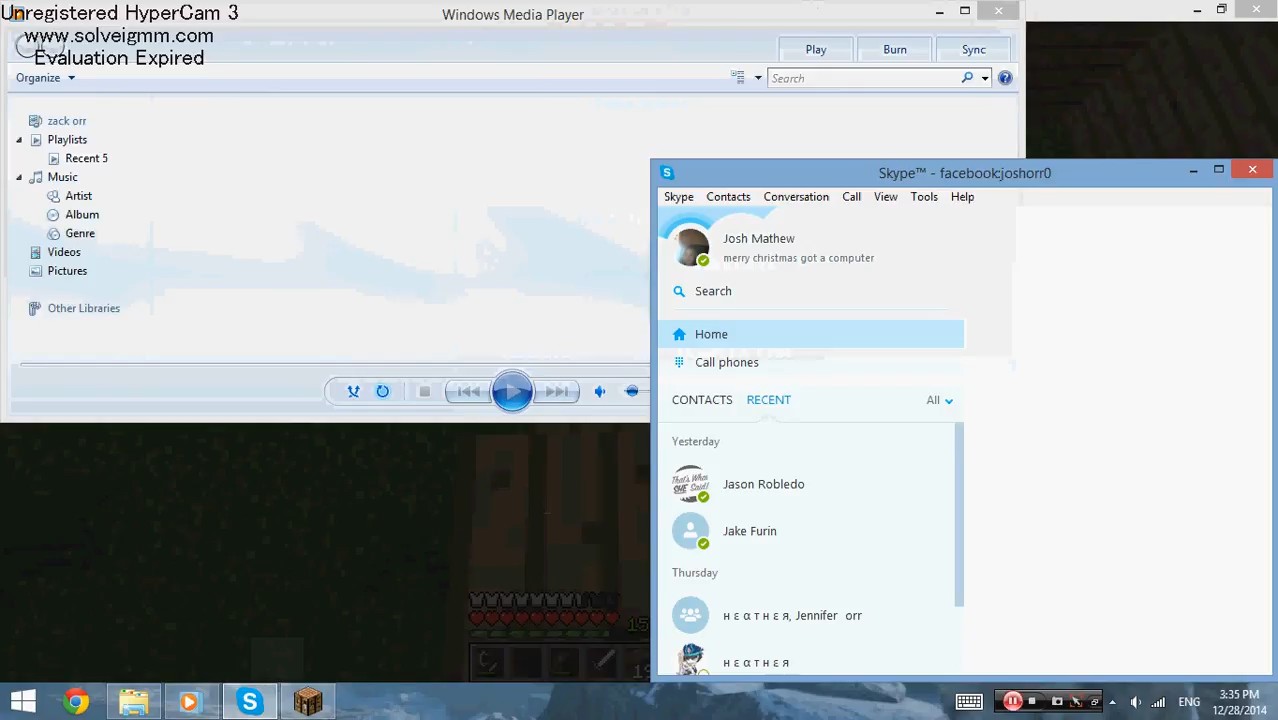 Unregistered HyperCam 3
www.solveigmm.com
Evaluation Expired
Windows Media Player
Play
Burn
Sync
Organize
Search
zack orr
Playlists
Recent 5
Music
Artist
Album
Genre
Videos
Pictures
Other Libraries
Skype™ - facebook:joshorr0
Skype Contacts Conversation Call View Tools Help
Josh Mathew
merry christmas got a computer
Search
Home
Call phones
CONTACTS RECENT All
Yesterday
Jason Robledo
Jake Furin
Thursday
ʜ ᴇ α ᴛ ʜ ᴇ я, Jennifer orr
ʜ ᴇ α ᴛ ʜ ᴇ я
ENG
3:35 PM
12/28/2014